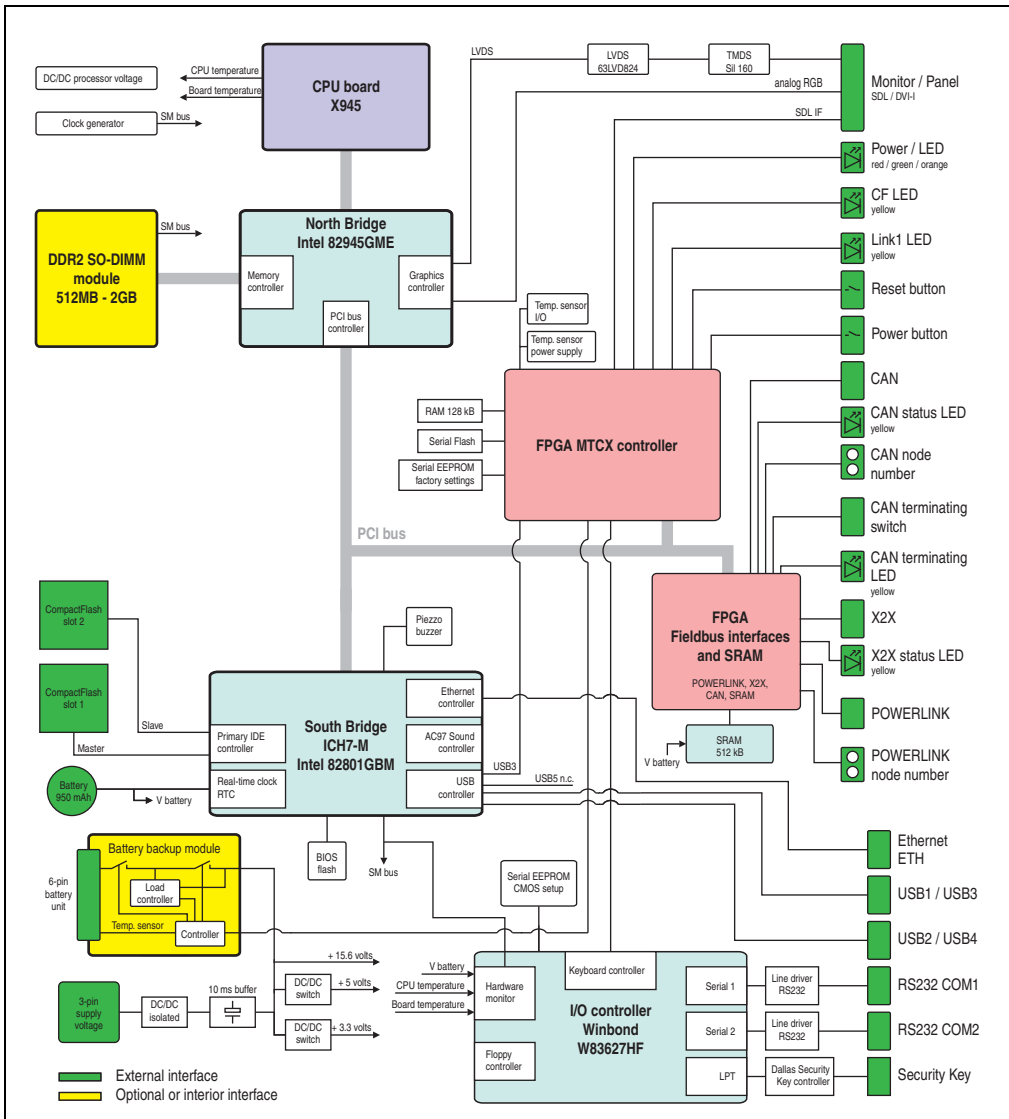 DC/DC processor voltage
CPU temperature
Board temperature
Clock generator
SM bus
CPU board
X945
LVDS
LVDS
63LVD824
TMDS
Sil 160
analog RGB
SDL IF
Monitor / Panel
SDL / DVI-I
Power / LED
red / green / orange
CF LED
yellow
Link1 LED
yellow
Reset button
Power button
CAN
CAN status LED
yellow
CAN node
number
CAN terminating
switch
CAN terminating
LED
yellow
X2X
X2X status LED
yellow
POWERLINK
POWERLINK
node number
DDR2 SO-DIMM
module
512MB - 2GB
SM bus
North Bridge
Intel 82945GME
Memory
controller
Graphics
controller
PCI bus
controller
Temp. sensor
I/O
Temp. sensor
power supply
RAM 128 kB
Serial Flash
Serial EEPROM
factory settings
FPGA MTCX controller
PCI bus
FPGA
Fieldbus interfaces
and SRAM
POWERLINK, X2X,
CAN, SRAM
V battery
SRAM
512 kB
CompactFlash
slot 2
CompactFlash
slot 1
Slave
Master
Piezzo
buzzer
South Bridge
ICH7-M
Intel 82801GBM
Ethernet
controller
AC97 Sound
controller
USB
controller
Primary IDE
controller
Real-time clock
RTC
USB3
USB5 n.c.
Battery
950 mAh
V battery
BIOS
flash
SM bus
Ethernet
ETH
USB1 / USB3
USB2 / USB4
RS232 COM1
RS232 COM2
Security Key
Battery backup module
Load
controller
Controller
Temp. sensor
6-pin
battery
unit
3-pin
supply
voltage
DC/DC
isolated
10 ms buffer
+ 15.6 volts
DC/DC
switch
+ 5 volts
DC/DC
switch
+ 3.3 volts
Serial EEPROM
CMOS setup
V battery
CPU temperature
Board temperature
Hardware
monitor
Keyboard controller
I/O controller
Winbond
W83627HF
Floppy
controller
Serial 1
Serial 2
LPT
Line driver
RS232
Line driver
RS232
Dallas Security
Key controller
External interface
Optional or interior interface